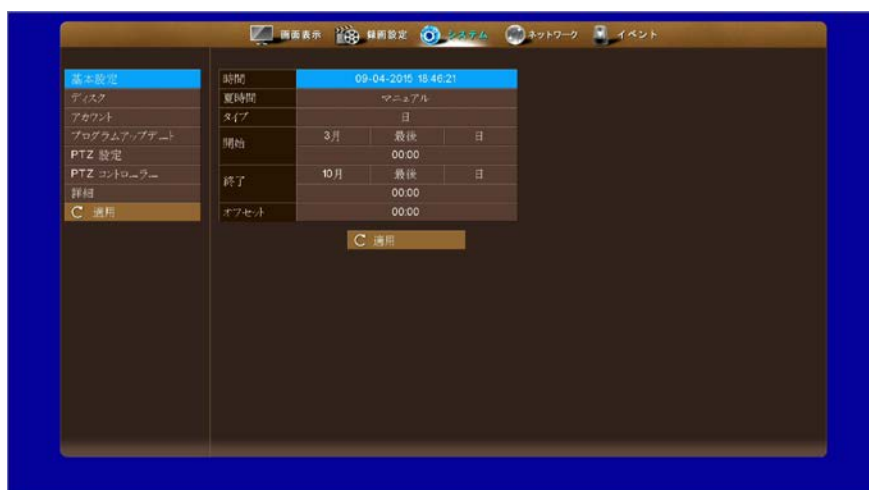 画面表示 録画設定 システム ネットワーク イベント
基本設定
ディスク
アカウント
プログラムアップデート
PTZ 設定
PTZ コントローラー
詳細
適用
時間 09-04-2015 18:46:21
夏時間 マニュアル
タイプ 日
開始 3月 最後 日
00:00
終了 10月 最後 日
00:00
オフセット 00:00
適用